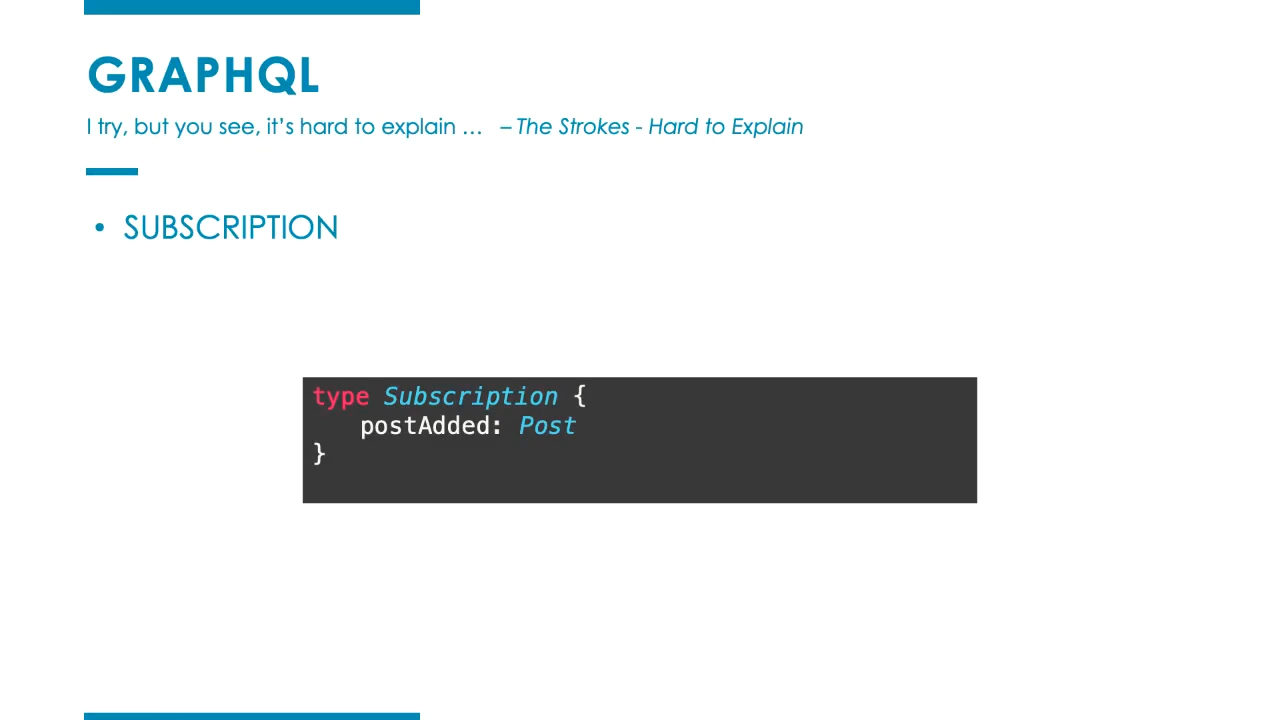 GRAPHQL
I try, but you see, it's hard to explain … – The Strokes - Hard to Explain
• SUBSCRIPTION
type Subscription {
postAdded: Post
}